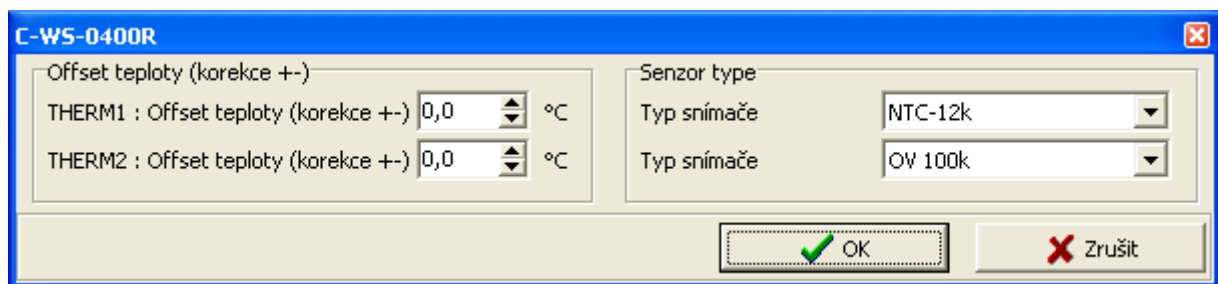 C-WS-0400R
Offset teploty (korekce +-)
THERM1 : Offset teploty (korekce +-) 0,0 °C
THERM2 : Offset teploty (korekce +-) 0,0 °C
Senzor type
Typ snímače NTC-12k
Typ snímače OV 100k
OK
Zrušit